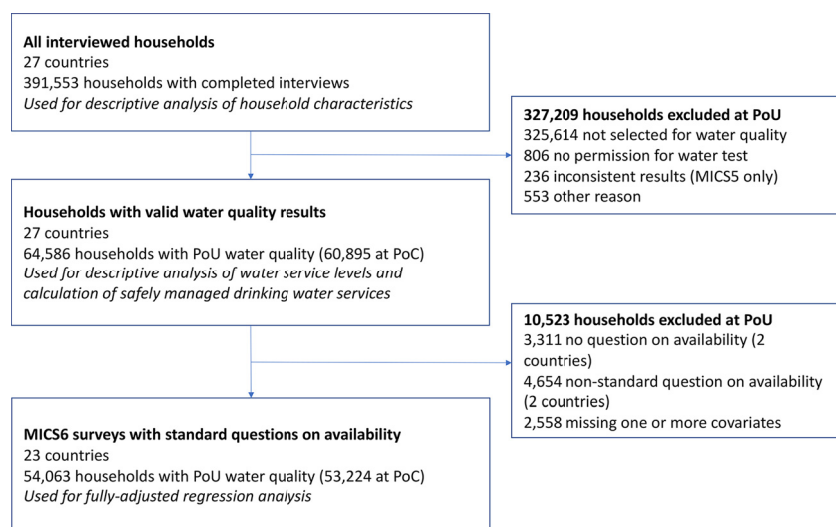 All interviewed households
27 countries
391,553 households with completed interviews
Used for descriptive analysis of household characteristics
327,209 households excluded at PoU
325,614 not selected for water quality
806 no permission for water test
236 inconsistent results (MICS5 only)
553 other reason
Households with valid water quality results
27 countries
64,586 households with PoU water quality (60,895 at PoC)
Used for descriptive analysis of water service levels and
calculation of safely managed drinking water services
10,523 households excluded at PoU
3,311 no question on availability (2
countries)
4,654 non-standard question on availability
(2 countries)
2,558 missing one or more covariates
MICS6 surveys with standard questions on availability
23 countries
54,063 households with PoU water quality (53,224 at PoC)
Used for fully-adjusted regression analysis